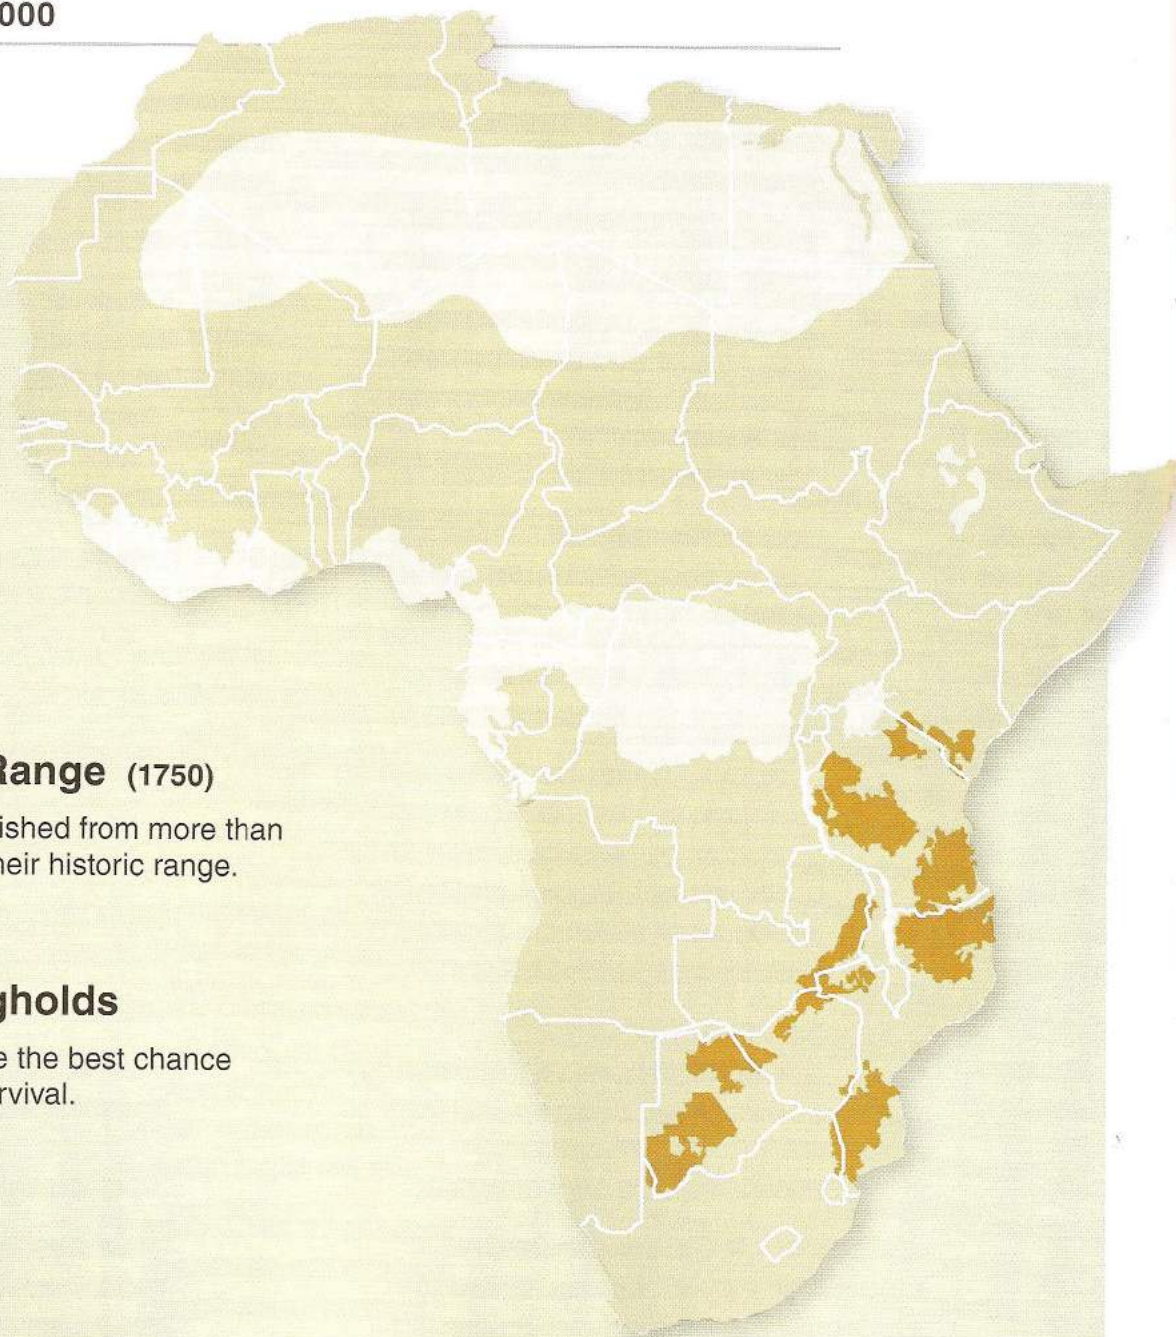 000
Range (1750)
ished from more than
heir historic range.
gholds
e the best chance
rvival.